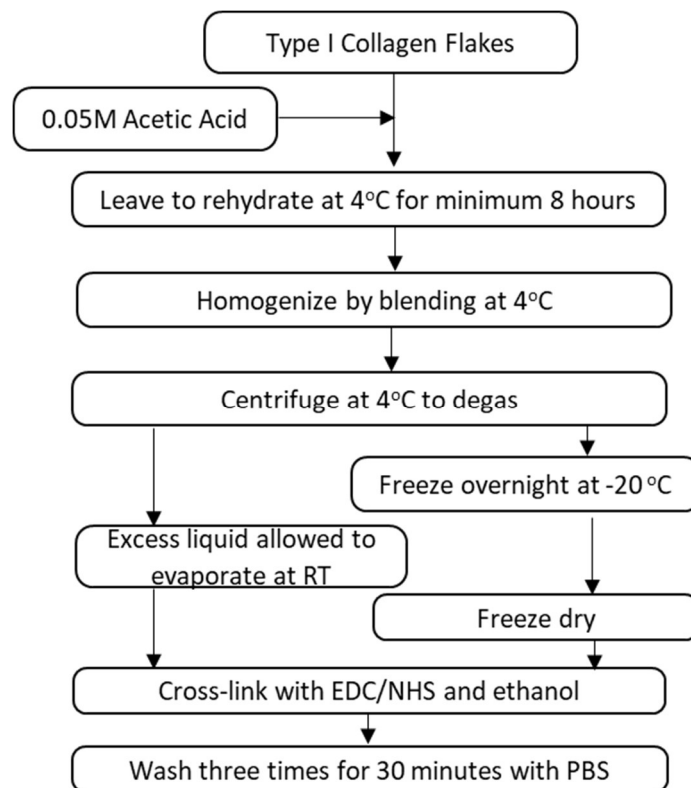 Type I Collagen Flakes
0.05M Acetic Acid
Leave to rehydrate at 4°C for minimum 8 hours
Homogenize by blending at 4°C
Centrifuge at 4°C to degas
Freeze overnight at -20 °C
Excess liquid allowed to
evaporate at RT
Freeze dry
Cross-link with EDC/NHS and ethanol
Wash three times for 30 minutes with PBS